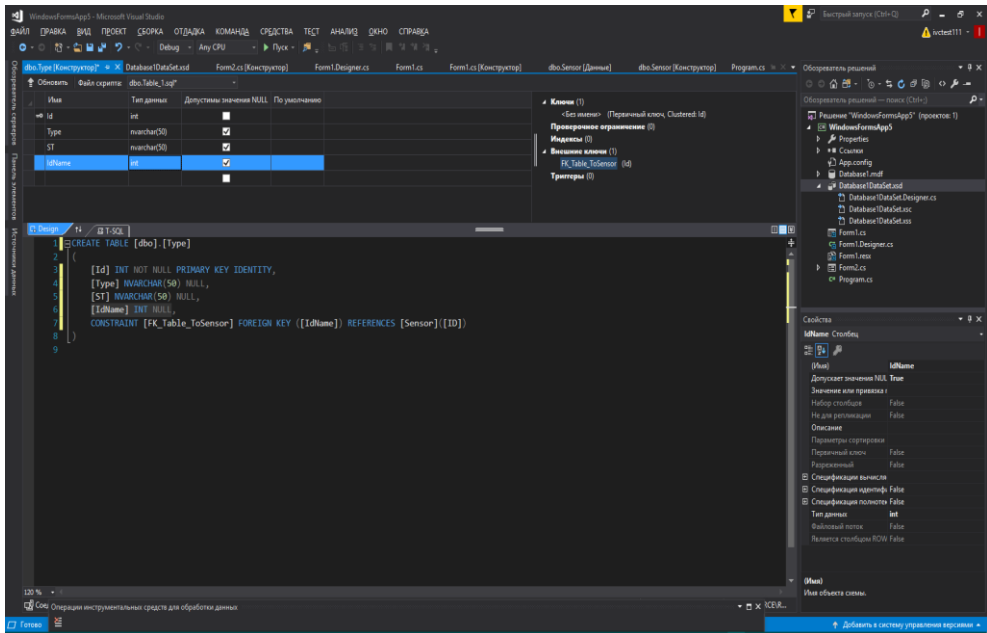 WindowsFormsApp5 - Microsoft Visual Studio
Быстрый запуск (Ctrl+Q)
ФАЙЛ ПРАВКА ВИД ПРОЕКТ СБОРКА ОТЛАДКА КОМАНДА СРЕДСТВА ТЕСТ АНАЛИЗ ОКНО СПРАВКА
ivctest111
Debug Any CPU Пуск
dbo.Type [Конструктор]* Database1DataSet.xsd Form2.cs [Конструктор] Form1.Designer.cs Form1.cs Form1.cs [Конструктор] dbo.Sensor [Данные] dbo.Sensor [Конструктор] Program.cs
Обозреватель серверов
Панель элементов
Источники данных
Обновить Файл скрипта: dbo.Table_1.sql*
Имя Тип данных Допустимы значения NULL По умолчанию
Id int
Type nvarchar(50)
ST nvarchar(50)
IdName int
Ключи (1)
<Без имени> (Первичный ключ, Clustered: Id)
Проверочное ограничение (0)
Индексы (0)
Внешние ключи (1)
FK_Table_ToSensor (Id)
Триггеры (0)
Design T-SQL
1 CREATE TABLE [dbo].[Type]
2 (
3 [Id] INT NOT NULL PRIMARY KEY IDENTITY,
4 [Type] NVARCHAR(50) NULL,
5 [ST] NVARCHAR(50) NULL,
6 [IdName] INT NULL,
7 CONSTRAINT [FK_Table_ToSensor] FOREIGN KEY ([IdName]) REFERENCES [Sensor]([ID])
8 )
9
120 %
Операции инструментальных средств для обработки данных
Обозреватель решений
Обозреватель решений — поиск (Ctrl+;)
Решение "WindowsFormsApp5" (проектов: 1)
WindowsFormsApp5
Properties
Ссылки
App.config
Database1.mdf
Database1DataSet.xsd
Database1DataSet.Designer.cs
Database1DataSet.xsc
Database1DataSet.xss
Form1.cs
Form1.Designer.cs
Form1.resx
Form2.cs
Program.cs
Свойства
IdName Столбец
(Имя) IdName
Допускает значения NUL True
Значение или привязка
Набор столбцов False
Не для репликации False
Описание
Параметры сортировки
Первичный ключ False
Разреженный False
Спецификации вычисля
Спецификация идентифи False
Спецификация полнотек False
Тип данных int
Файловый поток False
Является столбцом ROW False
(Имя)
Имя объекта схемы.
Готово
Добавить в систему управления версиями